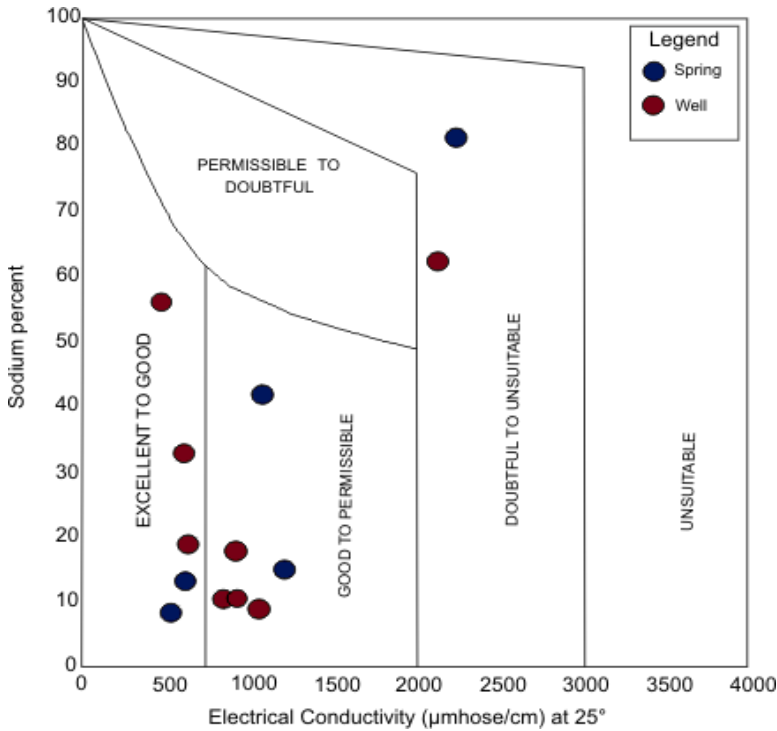 100
90
80
70
60
50
40
30
20
10
0
Sodium percent
Legend
Spring
Well
PERMISSIBLE TO
DOUBTFUL
EXCELLENT TO GOOD
GOOD TO PERMISSIBLE
DOUBTFUL TO UNSUITABLE
UNSUITABLE
0 500 1000 1500 2000 2500 3000 3500 4000
Electrical Conductivity (µmhose/cm) at 25°